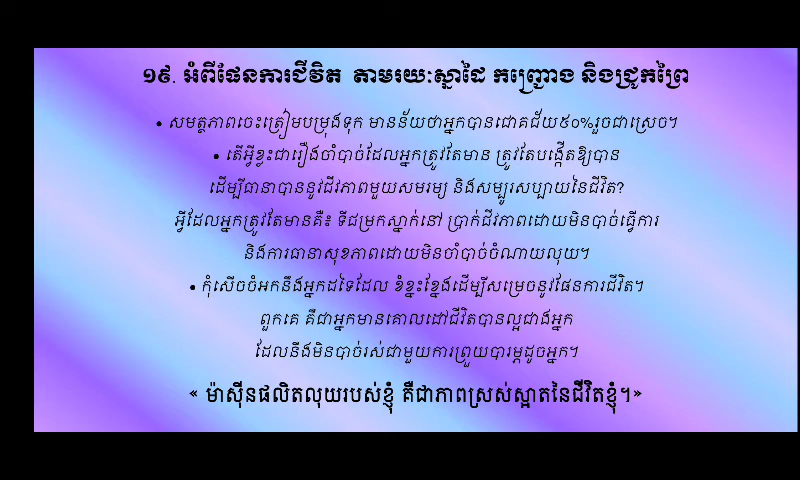 ១៩. អំពីផែនការជីវិត តាមរយៈស្នាដៃ កញ្ជ្រោង និងជ្រូកព្រៃ
• សមត្ថភាពចេះត្រៀមបម្រុងទុក មានន័យថាអ្នកបានជោគជ័យ៥០%រួចជាស្រេច។
• តើអ្វីខ្លះជារឿងចាំបាច់ដែលអ្នកត្រូវតែមាន ត្រូវតែបង្កើតឱ្យបាន
ដើម្បីធានាបាននូវជីវភាពមួយសមរម្យ និងសម្បូរសប្បាយនៃជីវិត?
អ្វីដែលអ្នកត្រូវតែមានគឺ៖ ទីជម្រកស្នាក់នៅ ប្រាក់ជីវភាពដោយមិនបាច់ធ្វើការ
និងការធានាសុខភាពដោយមិនចាំបាច់ចំណាយលុយ។
• កុំសើចចំអកនឹងអ្នកដទៃដែល ខំខ្នះខ្នែងដើម្បីសម្រេចនូវផែនការជីវិត។
ពួកគេ គឺជាអ្នកមានគោលដៅជីវិតបានល្អជាងអ្នក
ដែលនឹងមិនបាច់រស់ជាមួយការព្រួយបារម្ភដូចអ្នក។
« ម៉ាស៊ីនផលិតលុយរបស់ខ្ញុំ គឺជាភាពស្រស់ស្អាតនៃជីវិតខ្ញុំ។»